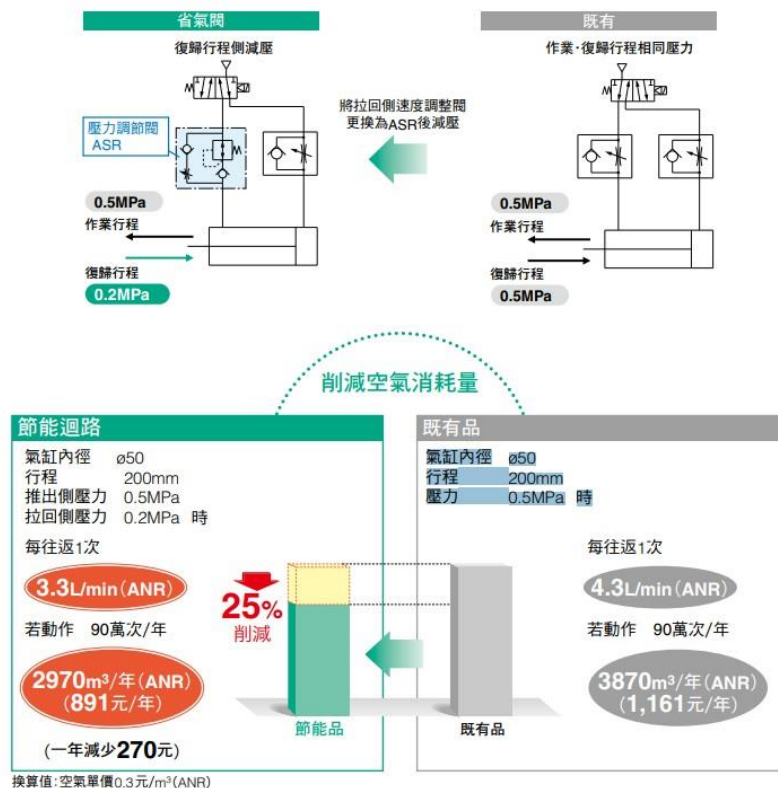 省氣閥
復歸行程側減壓
壓力調節閥
ASR
0.5MPa
作業行程
復歸行程
0.2MPa
將拉回側速度調整閥
更換為ASR後減壓
既有
作業・復歸行程相同壓力
0.5MPa
作業行程
復歸行程
0.5MPa
削減空氣消耗量
節能迴路
氣缸內徑 ø50
行程 200mm
推出側壓力 0.5MPa
拉回側壓力 0.2MPa 時
每往返1次
3.3L/min(ANR)
若動作 90萬次/年
2970m³/年(ANR)
(891元/年)
(一年減少270元)
25%
削減
節能品
既有品
既有品
氣缸內徑 ø50
行程 200mm
壓力 0.5MPa 時
每往返1次
4.3L/min(ANR)
若動作 90萬次/年
3870m³/年(ANR)
(1,161元/年)
換算值:空氣單價0.3元/m³(ANR)